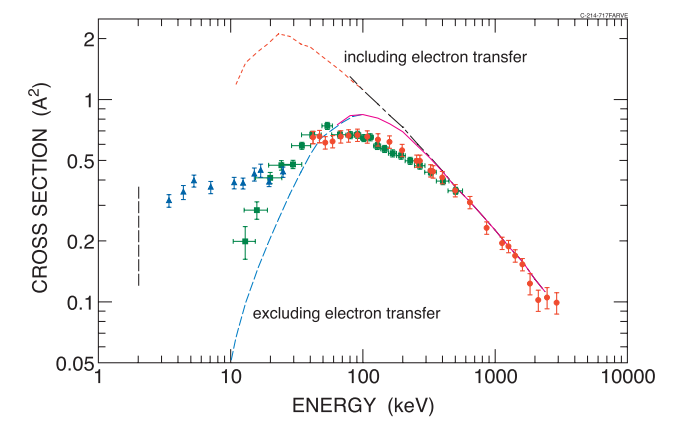 C-214-717FARVE
2
1
0.5
0.2
0.1
0.05
CROSS SECTION (A²)
including electron transfer
excluding electron transfer
1
10
100
1000
10000
ENERGY (keV)